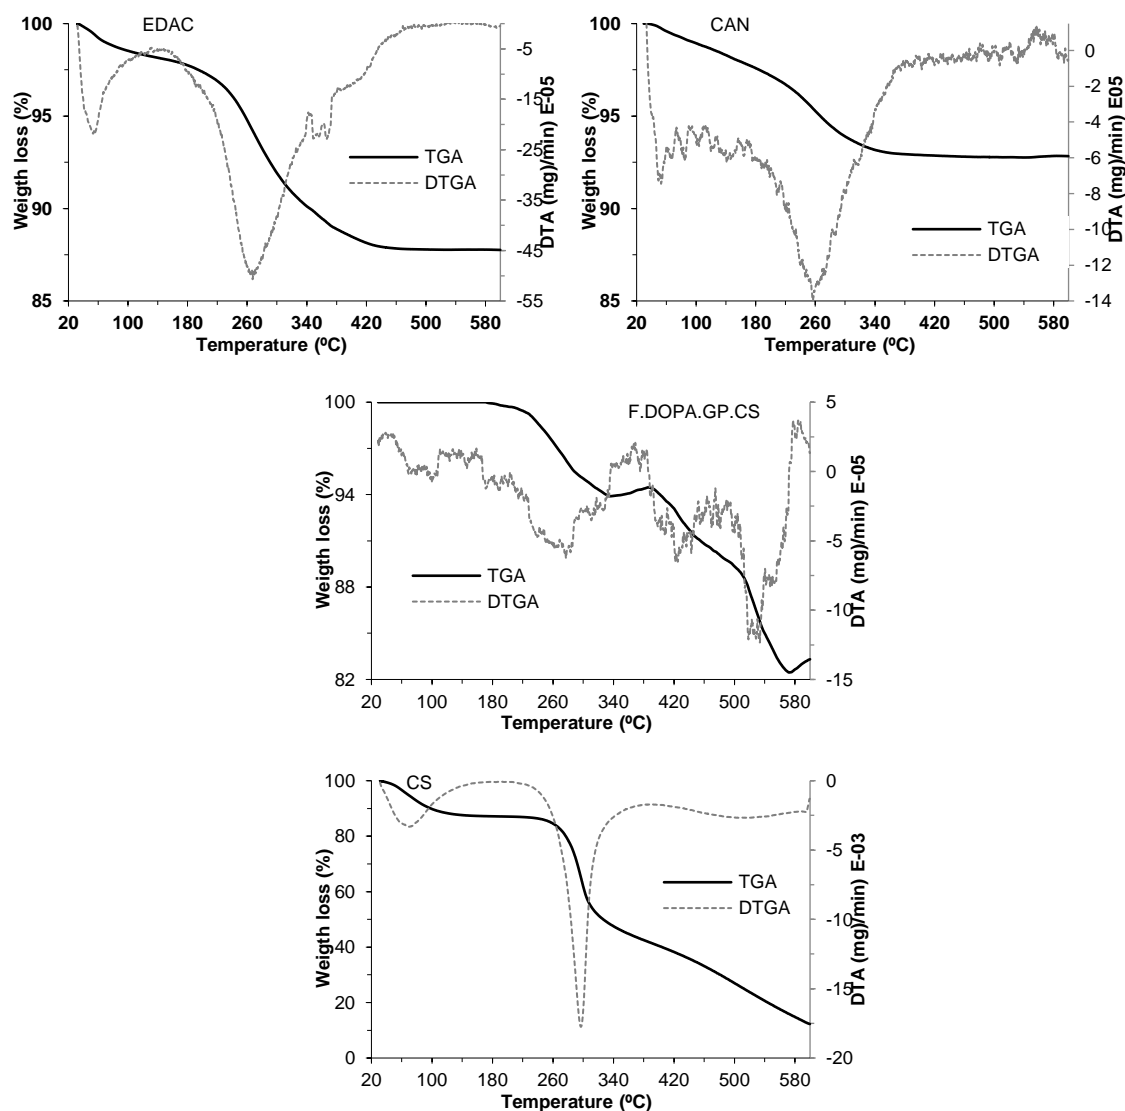 EDAC
100
95
90
85
Weigth loss (%)
-5
-15
-25
-35
-45
-55
DTA (mg)/min) E-05
TGA
DTGA
20 100 180 260 340 420 500 580
Temperature (ºC)
CAN
100
95
90
85
Weigth loss (%)
0
-2
-4
-6
-8
-10
-12
-14
DTA (mg)/min) E05
TGA
DTGA
20 100 180 260 340 420 500 580
Temperature (ºC)
F.DOPA.GP.CS
100
94
88
82
Weigth loss (%)
5
0
-5
-10
-15
DTA (mg)/min) E-05
TGA
DTGA
20 100 180 260 340 420 500 580
Temperature (ºC)
CS
100
80
60
40
20
0
Weigth loss (%)
0
-5
-10
-15
-20
DTA (mg)/min) E-03
TGA
DTGA
20 100 180 260 340 420 500 580
Temperature (ºC)